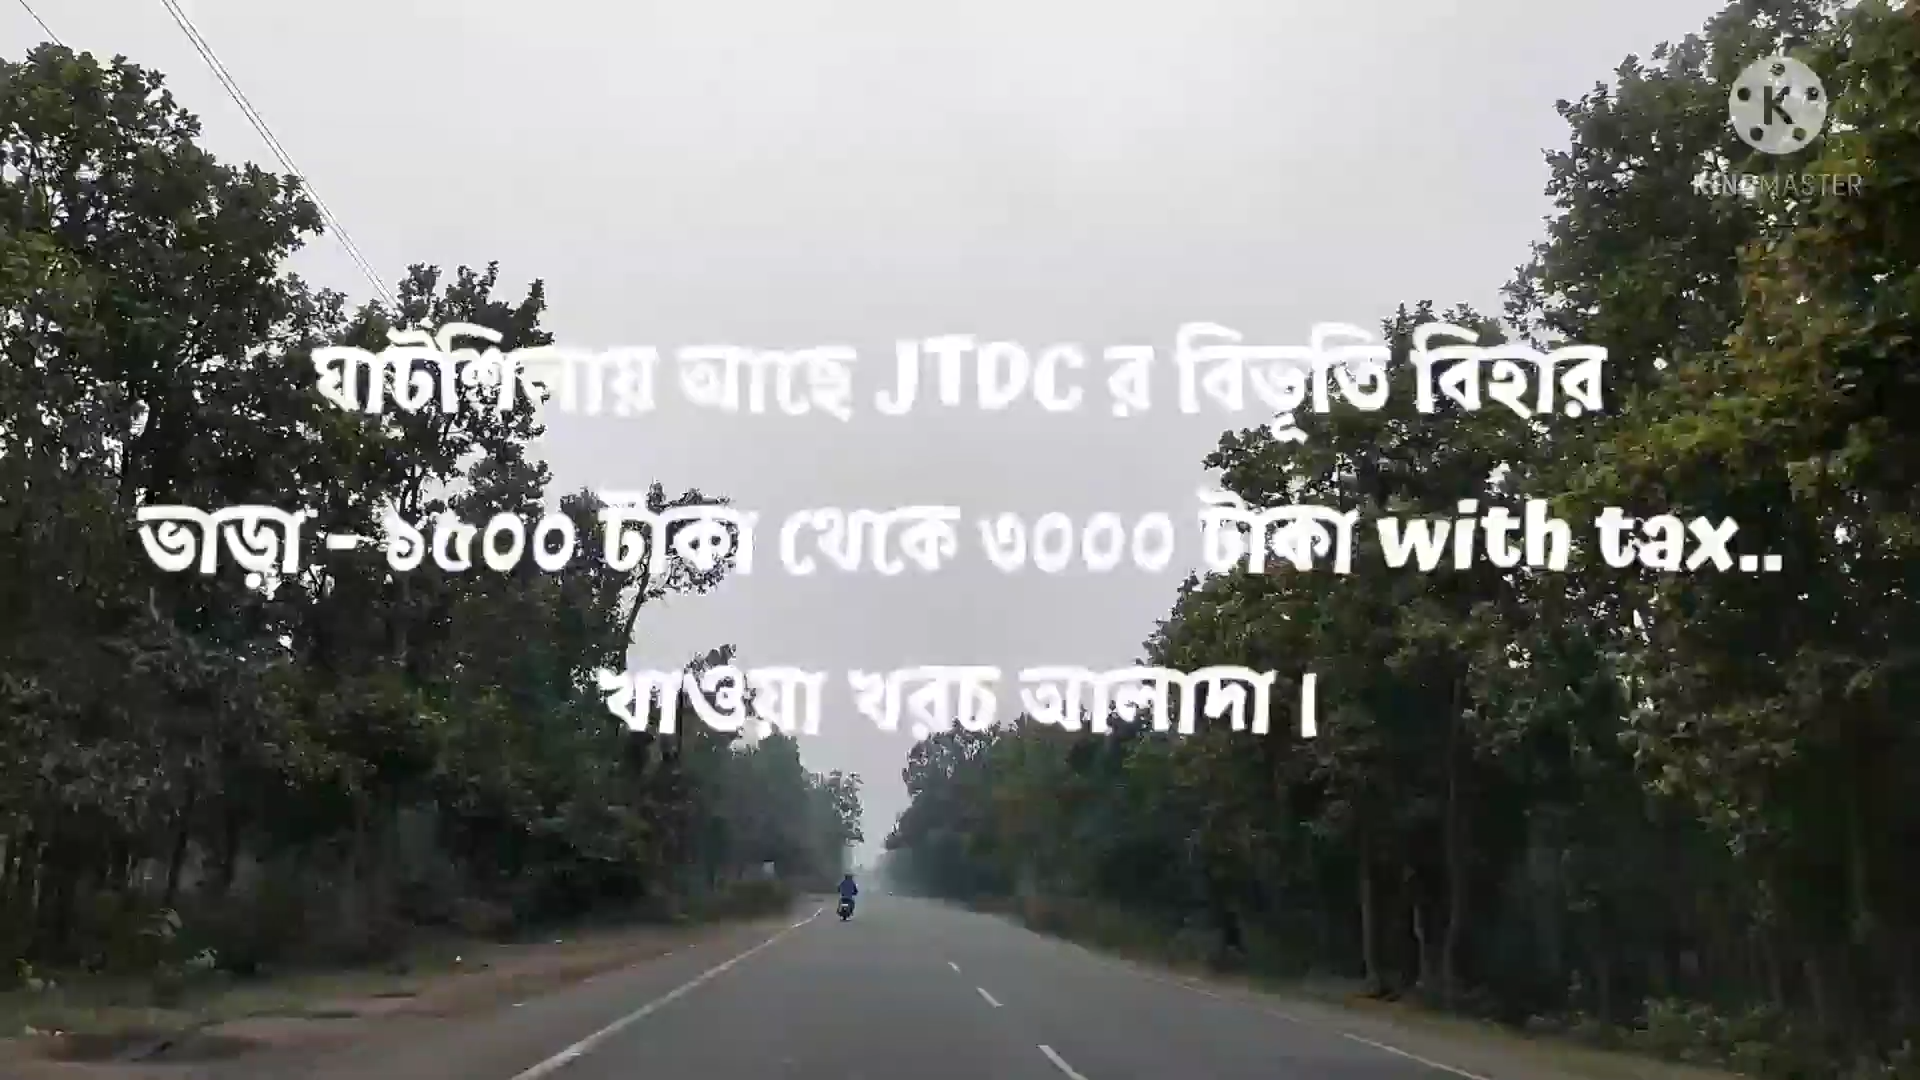 KINEMASTER
ঘাটশিলায় আছে JTDC র বিভূতি বিহার
ভাড়া - ১৫০০ টাকা থেকে ৩০০০ টাকা with tax..
খাওয়া খরচ আলাদা।